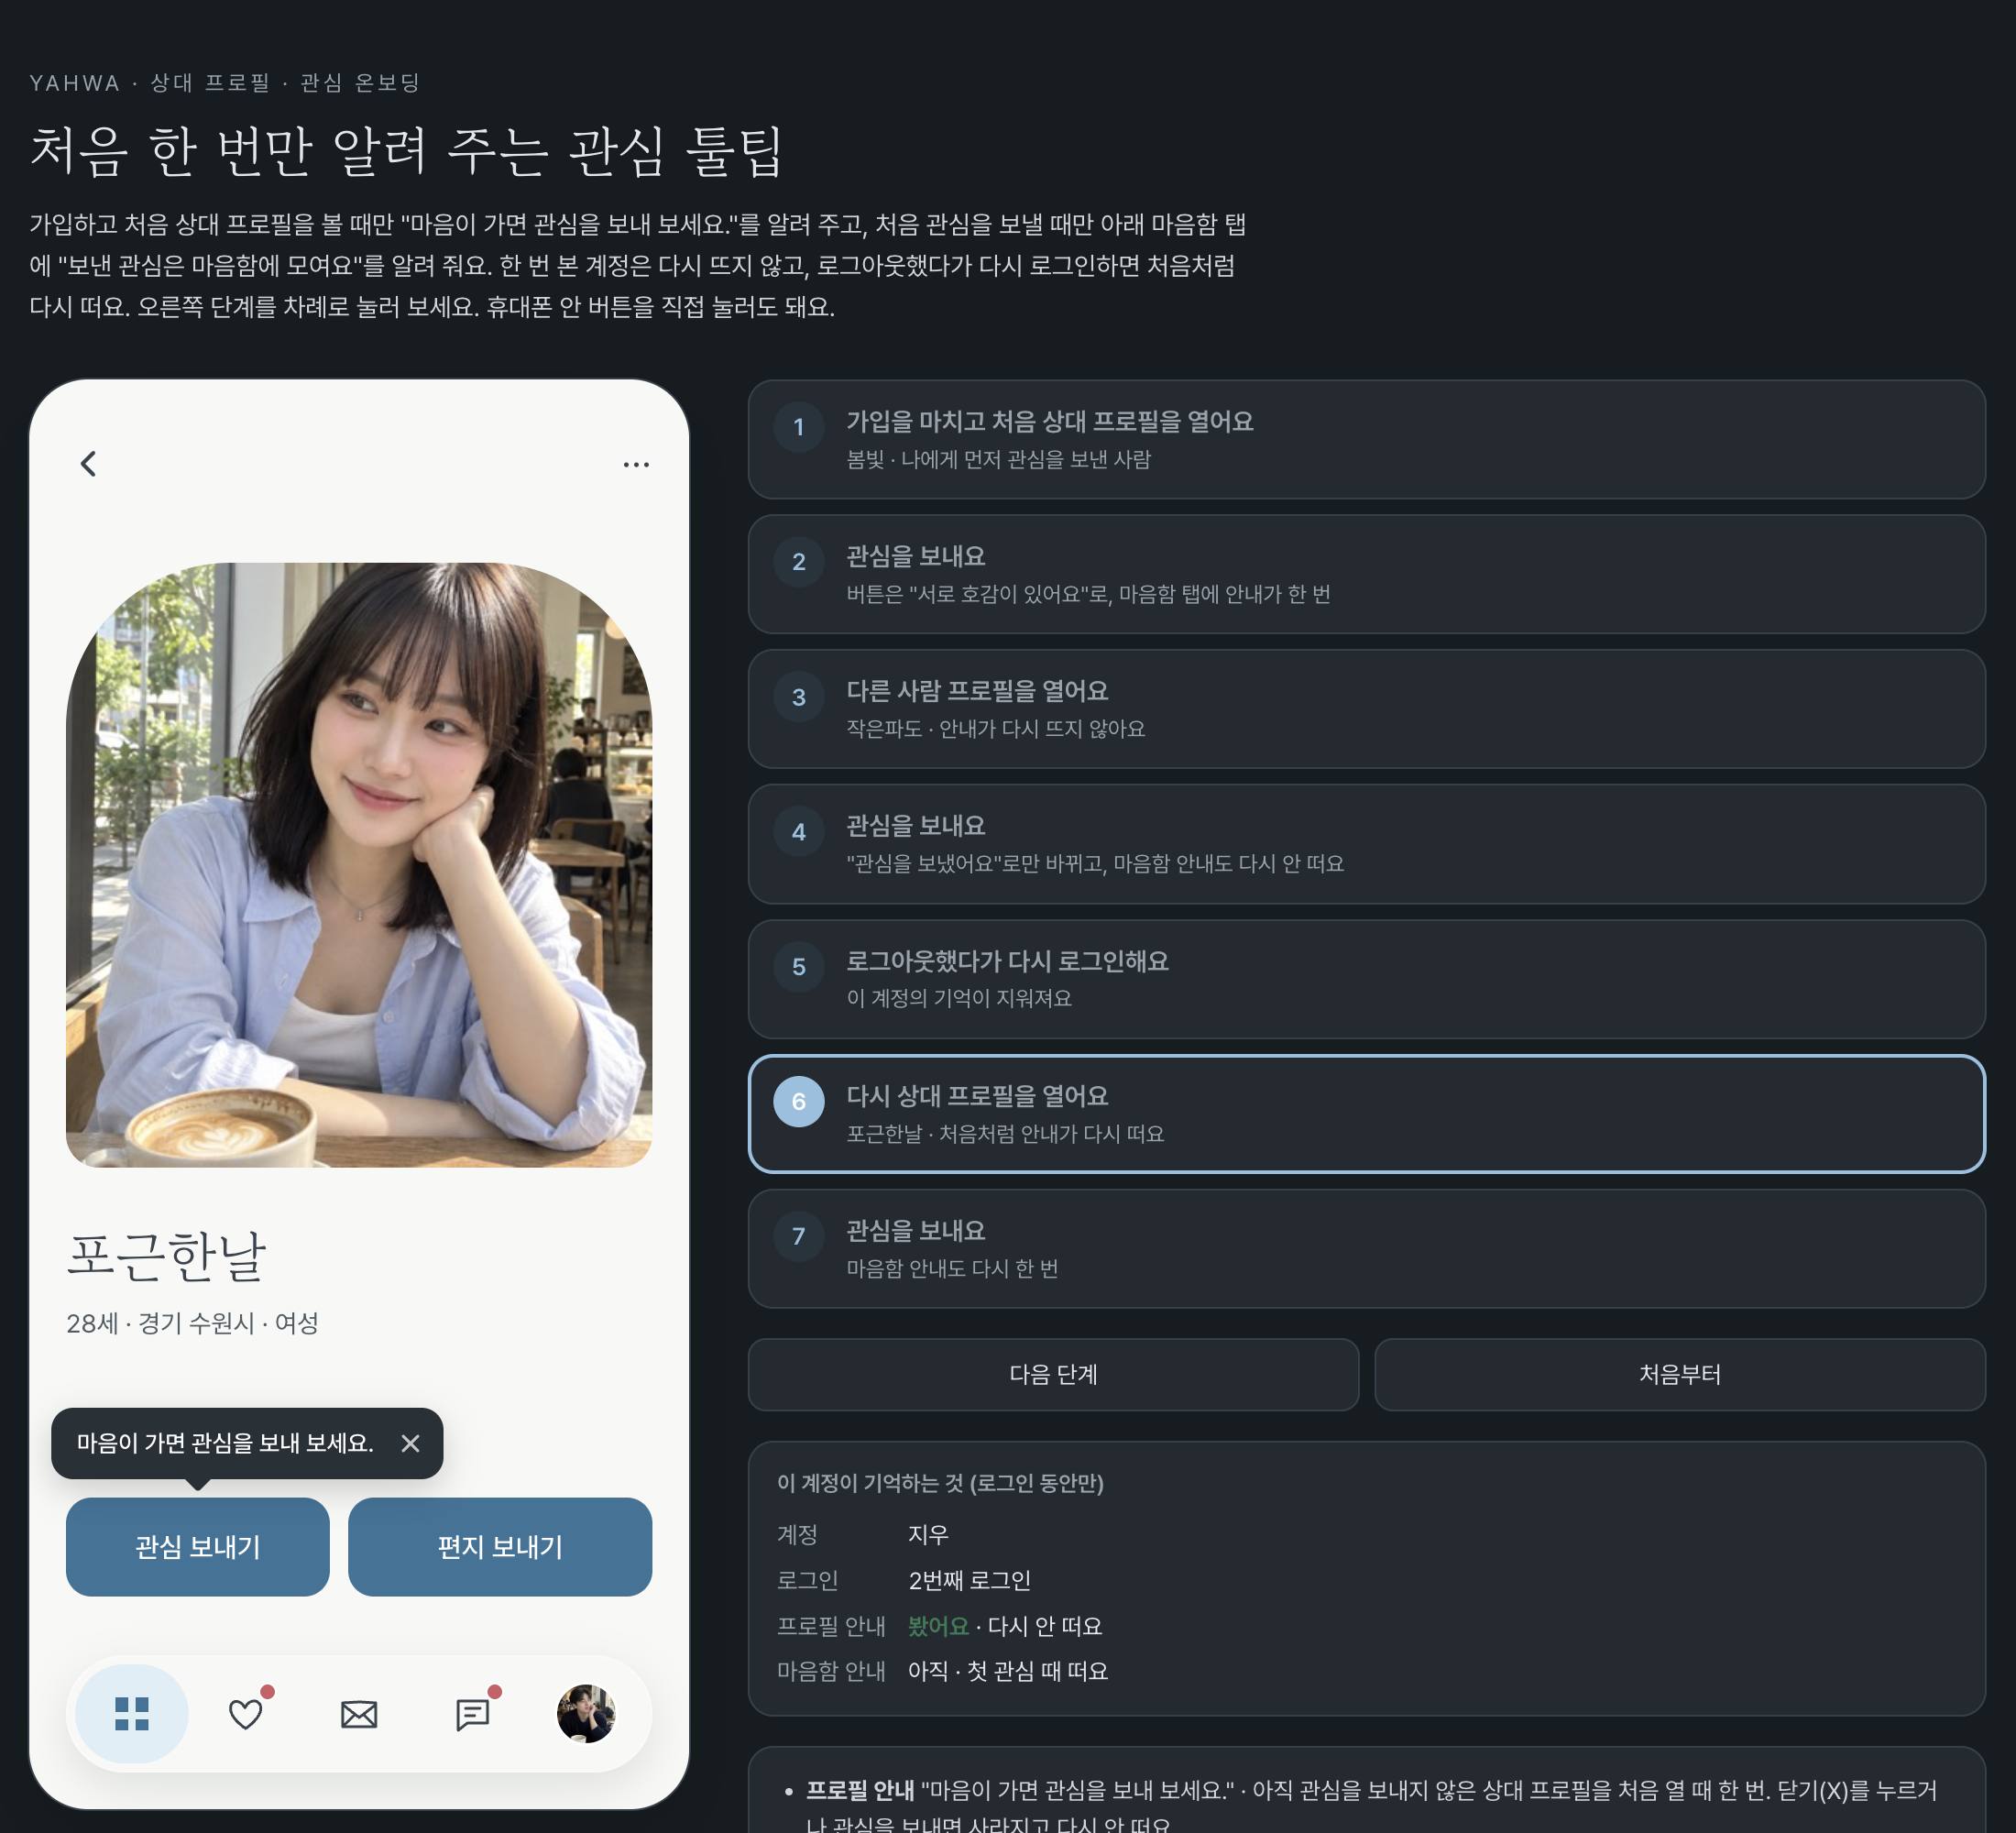 YAHWA · 상대 프로필 · 관심 온보딩
처음 한 번만 알려 주는 관심 툴팁
가입하고 처음 상대 프로필을 볼 때만 "마음이 가면 관심을 보내 보세요."를 알려 주고, 처음 관심을 보낼 때만 아래 마음함 탭
에 "보낸 관심은 마음함에 모여요"를 알려 줘요. 한 번 본 계정은 다시 뜨지 않고, 로그아웃했다가 다시 로그인하면 처음처럼
다시 떠요. 오른쪽 단계를 차례로 눌러 보세요. 휴대폰 안 버튼을 직접 눌러도 돼요.
포근한날
28세 · 경기 수원시 · 여성
마음이 가면 관심을 보내 보세요.
관심 보내기
편지 보내기
1
가입을 마치고 처음 상대 프로필을 열어요
봄빛 · 나에게 먼저 관심을 보낸 사람
2
관심을 보내요
버튼은 "서로 호감이 있어요"로, 마음함 탭에 안내가 한 번
3
다른 사람 프로필을 열어요
작은파도 · 안내가 다시 뜨지 않아요
4
관심을 보내요
"관심을 보냈어요"로만 바뀌고, 마음함 안내도 다시 안 떠요
5
로그아웃했다가 다시 로그인해요
이 계정의 기억이 지워져요
6
다시 상대 프로필을 열어요
포근한날 · 처음처럼 안내가 다시 떠요
7
관심을 보내요
마음함 안내도 다시 한 번
다음 단계
처음부터
이 계정이 기억하는 것 (로그인 동안만)
계정 지우
로그인 2번째 로그인
프로필 안내 봤어요 · 다시 안 떠요
마음함 안내 아직 · 첫 관심 때 떠요
• 프로필 안내 "마음이 가면 관심을 보내 보세요." · 아직 관심을 보내지 않은 상대 프로필을 처음 열 때 한 번. 닫기(X)를 누르거
나 관심을 보내면 사라지고 다시 안 떠요